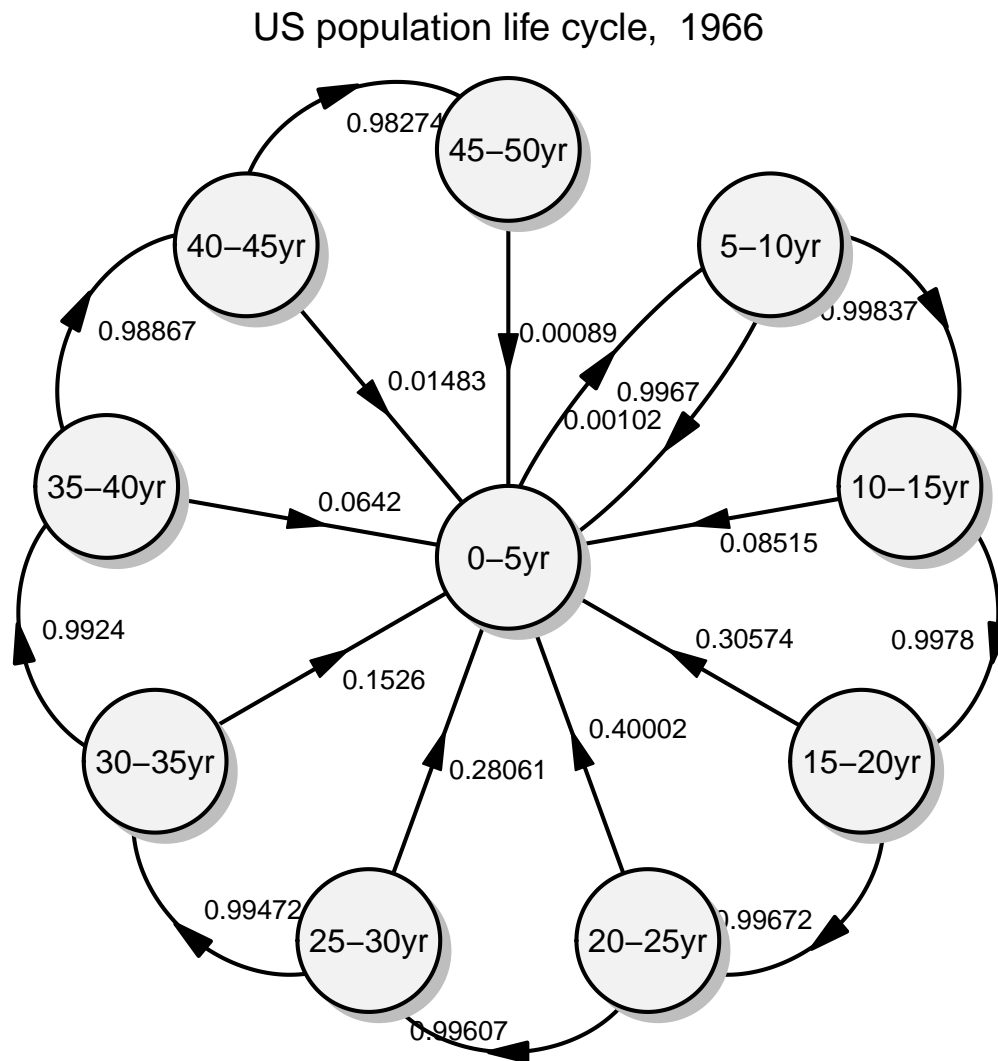 US population life cycle, 1966
0.98274
45−50yr
40−45yr
5−10yr
0.99837
0.98867
0.00089
0.01483
0.9967
0.00102
35−40yr
10−15yr
0.0642
0.08515
0−5yr
0.9924
0.30574
0.9978
0.1526
0.40002
30−35yr
0.28061
15−20yr
0.99472
0.99672
25−30yr
20−25yr
0.99607